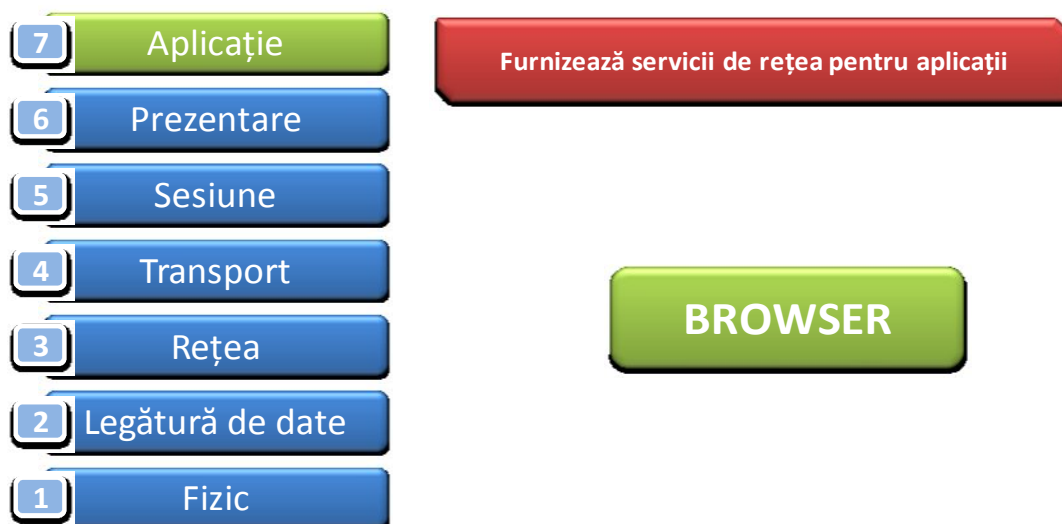 7 Aplicație
6 Prezentare
5 Sesiune
4 Transport
3 Rețea
2 Legătură de date
1 Fizic
Furnizează servicii de rețea pentru aplicații
BROWSER